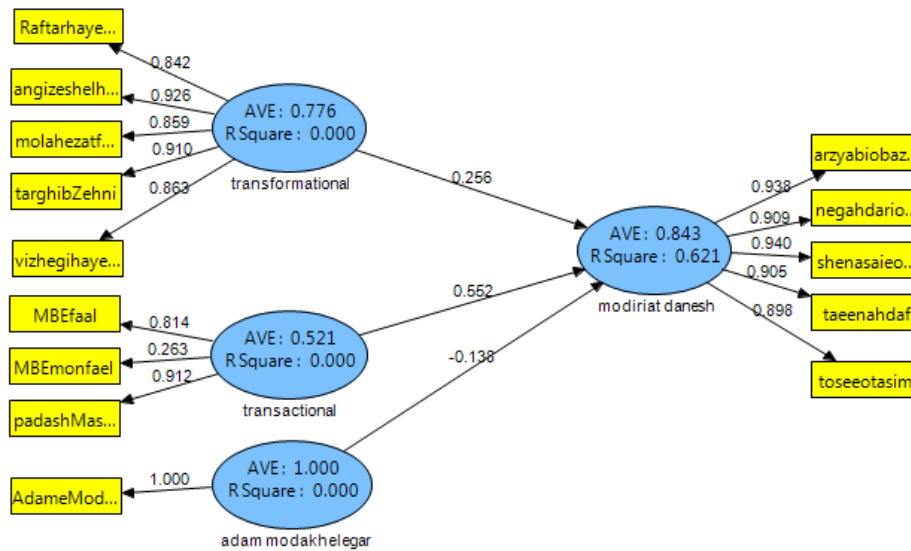 Raftarhaye...
0.842
angizeshelh...
0.926
molahezatf...
0.859
targhibZehni
0.910
vizhegihaye...
0.863
AVE: 0.776
R Square: 0.000
transformational
0.256
MBEfaal
0.814
MBEmonfael
0.263
padashMas...
0.912
AVE: 0.521
R Square: 0.000
transactional
0.552
AdameMod...
1.000
AVE: 1.000
R Square: 0.000
adam modakhelegar
-0.138
AVE: 0.843
R Square: 0.621
modiriat danesh
arzyabiobaz...
0.938
negahdario...
0.909
shenasaieo...
0.940
taeenahdaf
0.905
toseeotasim
0.898